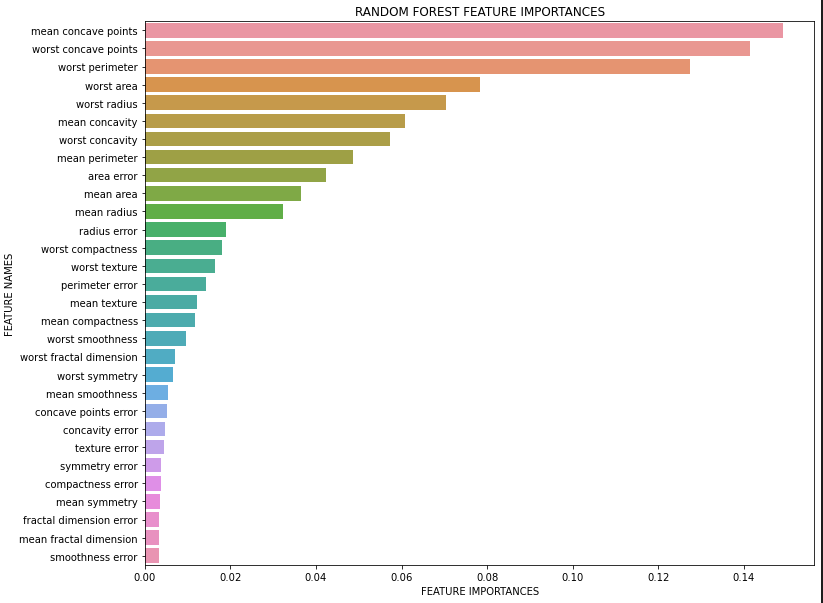 RANDOM FOREST FEATURE IMPORTANCES
mean concave points
worst concave points
worst perimeter
worst area
worst radius
mean concavity
worst concavity
mean perimeter
area error
mean area
mean radius
radius error
worst compactness
worst texture
perimeter error
mean texture
mean compactness
worst smoothness
worst fractal dimension
worst symmetry
mean smoothness
concave points error
concavity error
texture error
symmetry error
compactness error
mean symmetry
fractal dimension error
mean fractal dimension
smoothness error
FEATURE NAMES
0.00 0.02 0.04 0.06 0.08 0.10 0.12 0.14
FEATURE IMPORTANCES